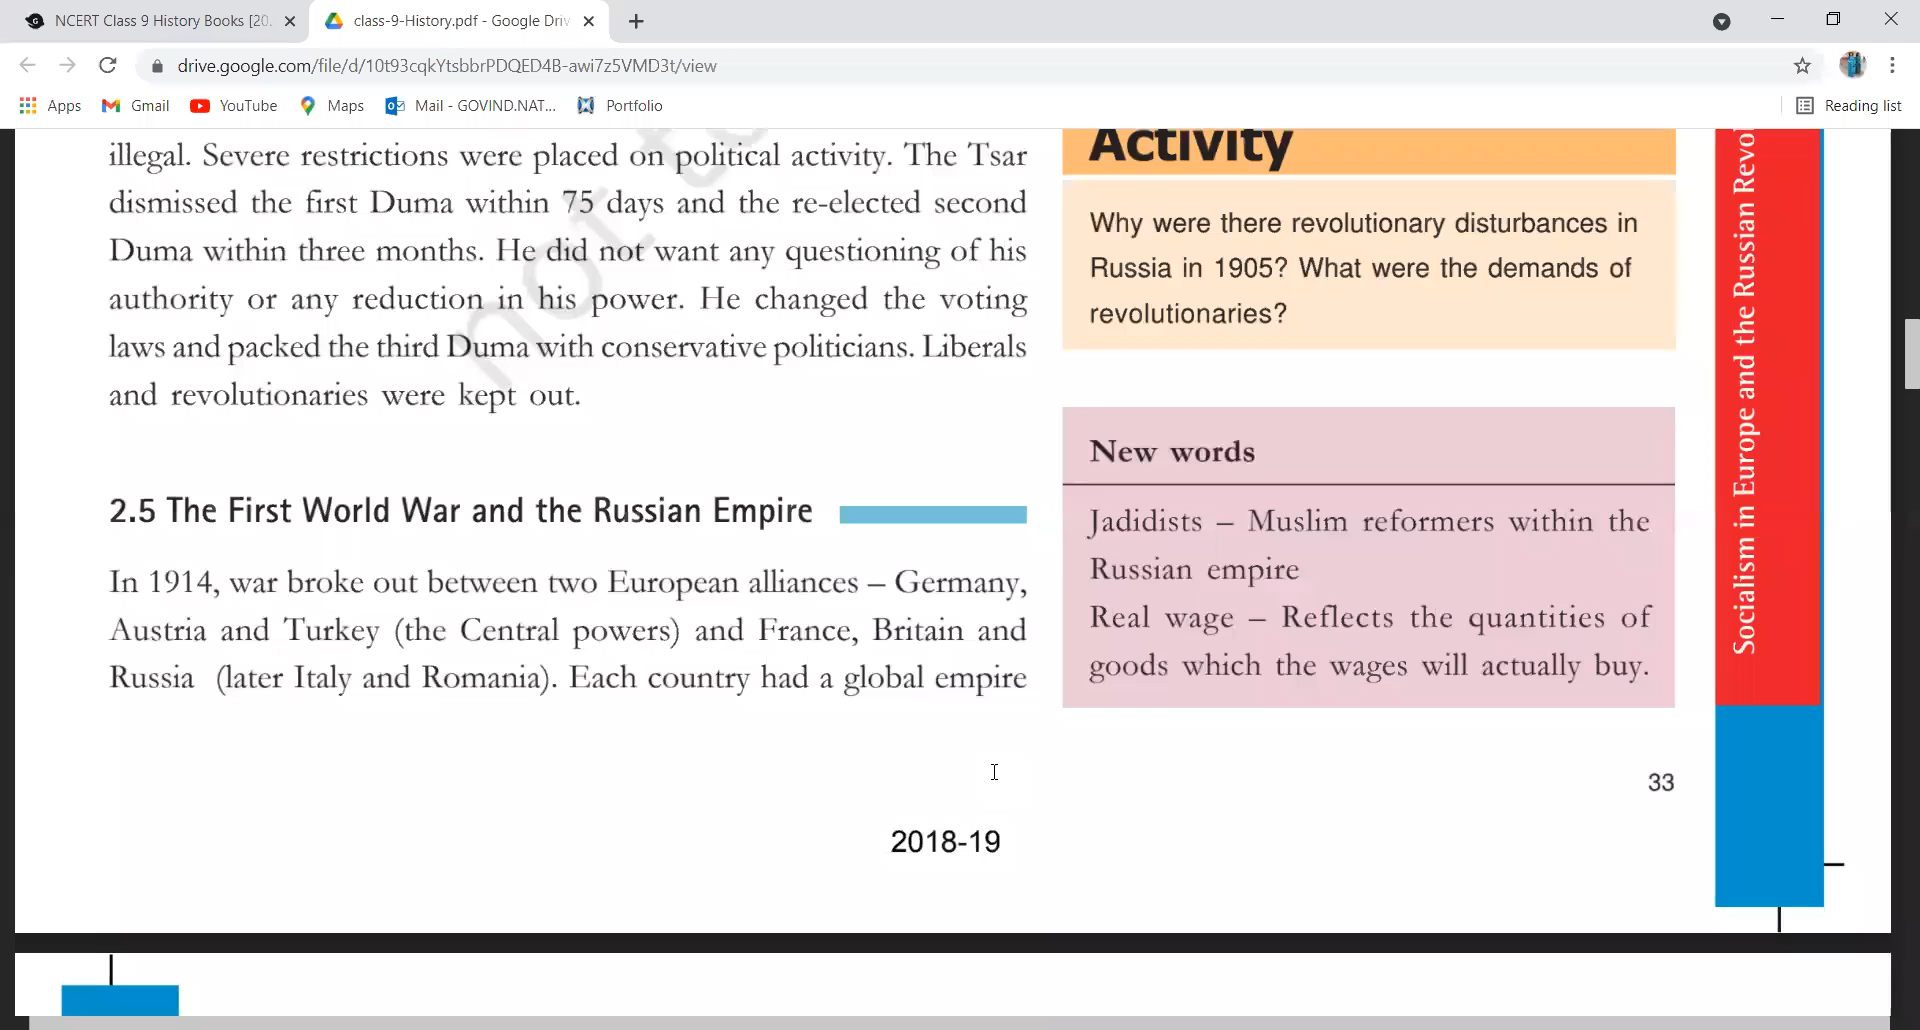 NCERT Class 9 History Books [20.
class-9-History.pdf - Google Driv
drive.google.com/file/d/10t93cqkYtsbbrPDQED4B-awi7z5VMD3t/view
Apps
Gmail
YouTube
Maps
Mail - GOVIND.NAT...
Portfolio
Reading list
illegal. Severe restrictions were placed on political activity. The Tsar
dismissed the first Duma within 75 days and the re-elected second
Duma within three months. He did not want any questioning of his
authority or any reduction in his power. He changed the voting
laws and packed the third Duma with conservative politicians. Liberals
and revolutionaries were kept out.
2.5 The First World War and the Russian Empire
In 1914, war broke out between two European alliances – Germany,
Austria and Turkey (the Central powers) and France, Britain and
Russia (later Italy and Romania). Each country had a global empire
Activity
Why were there revolutionary disturbances in
Russia in 1905? What were the demands of
revolutionaries?
New words
Jadidists – Muslim reformers within the
Russian empire
Real wage – Reflects the quantities of
goods which the wages will actually buy.
Socialism in Europe and the Russian Revol
33
2018-19
not